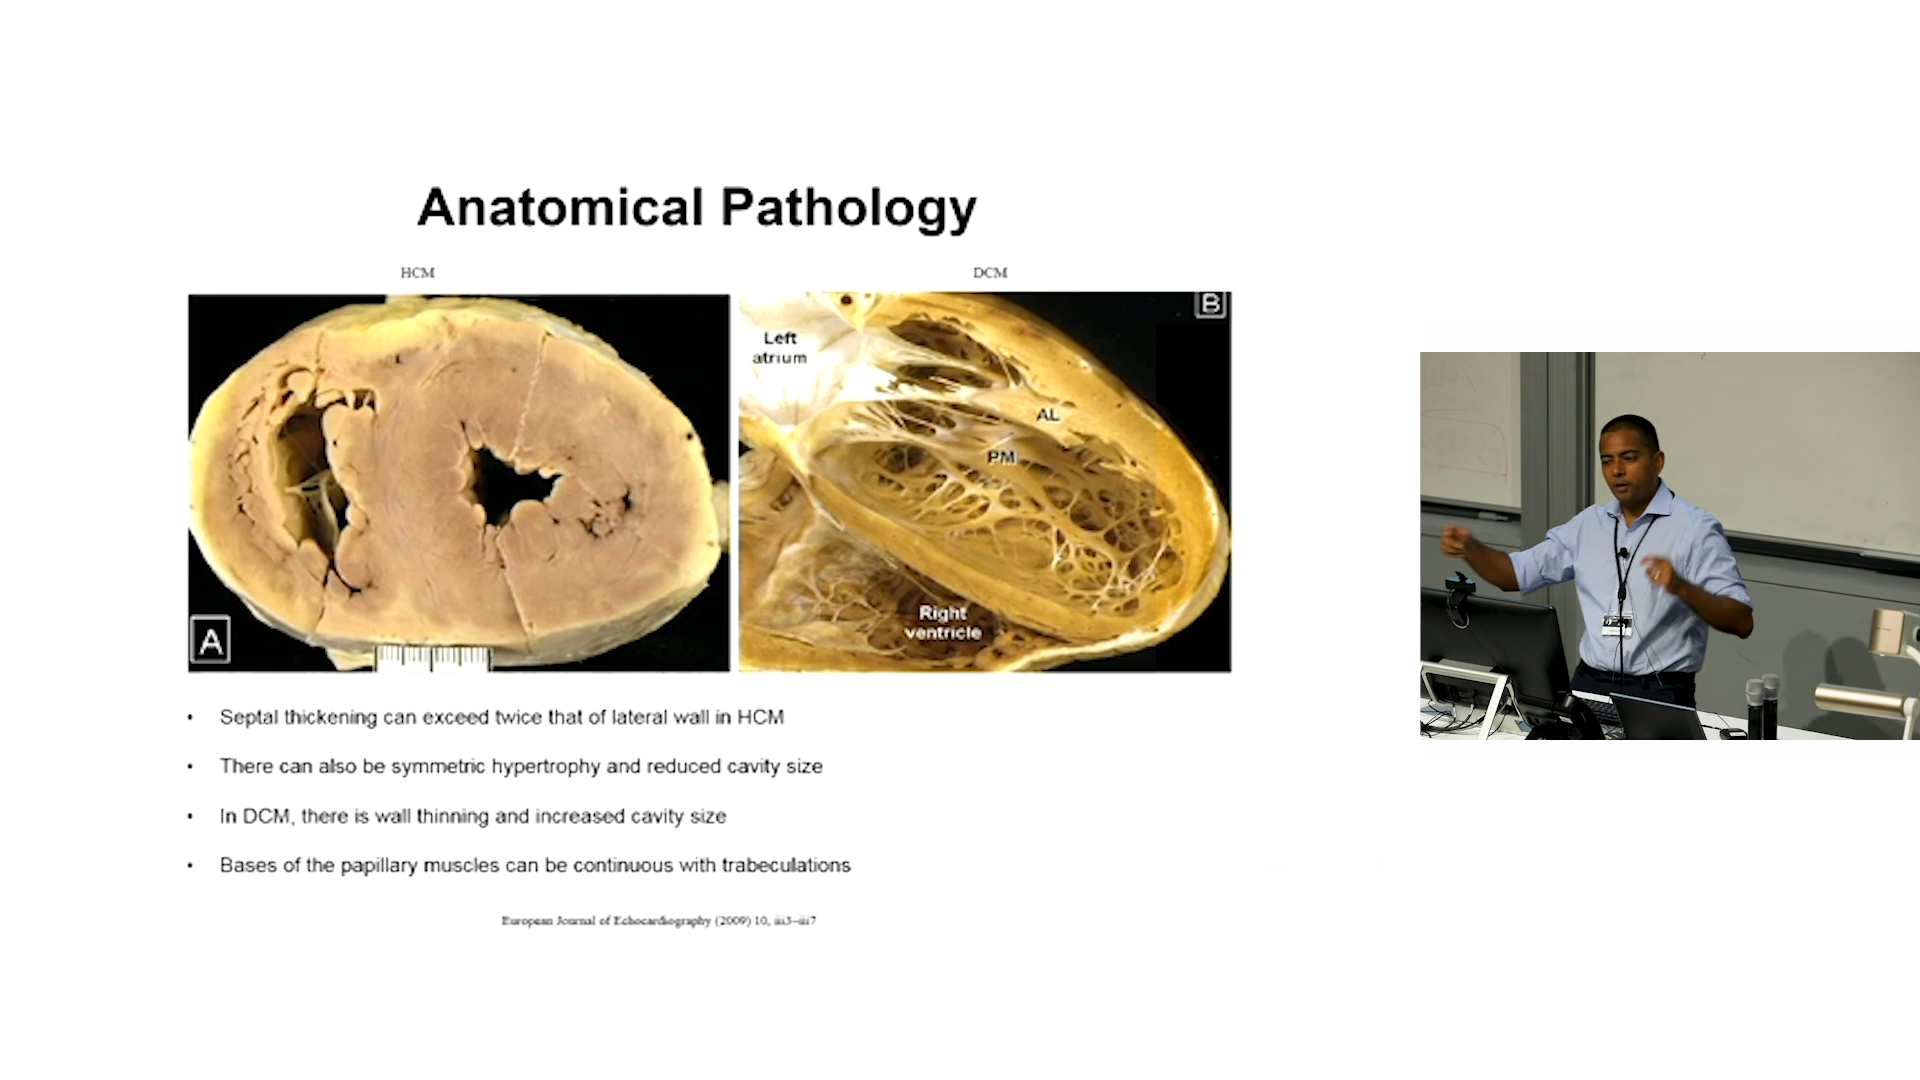 Anatomical Pathology
HCM
DCM
A
B
Left
atrium
AL
PM
Right
ventricle
• Septal thickening can exceed twice that of lateral wall in HCM
• There can also be symmetric hypertrophy and reduced cavity size
• In DCM, there is wall thinning and increased cavity size
• Bases of the papillary muscles can be continuous with trabeculations
European Journal of Echocardiography (2009) 10, iii3–iii7